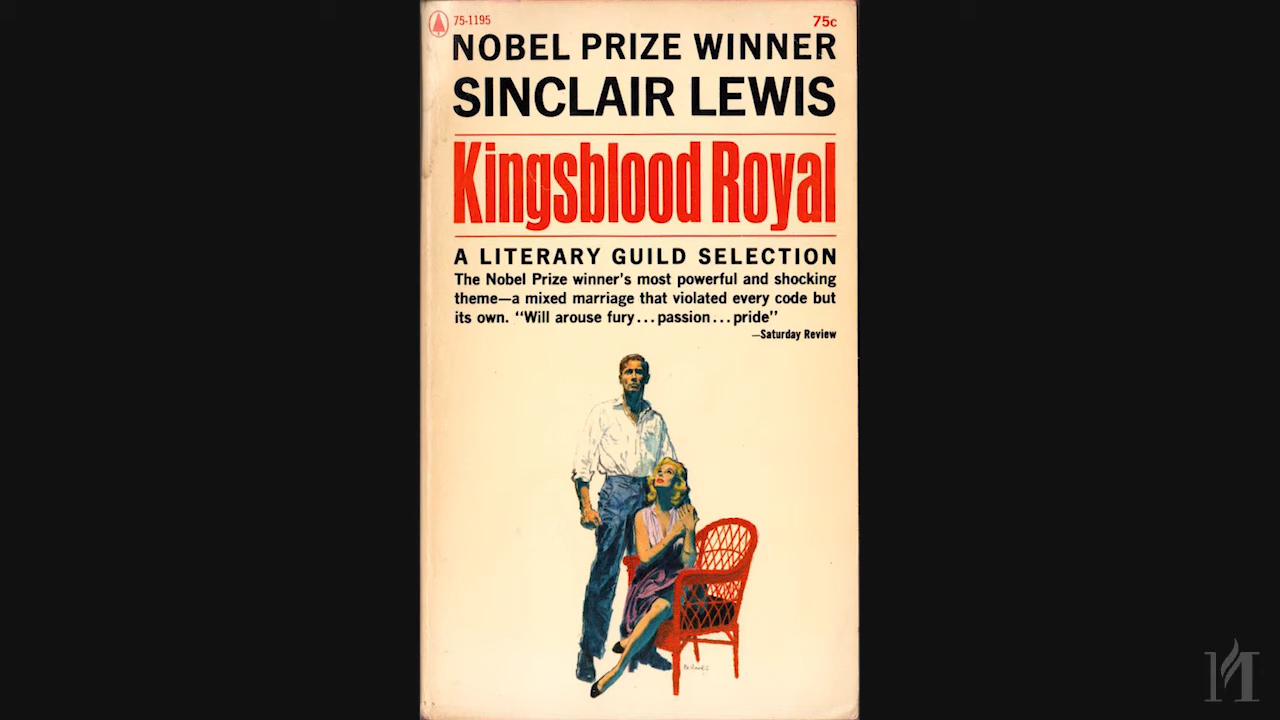 75-1195
75c
NOBEL PRIZE WINNER
SINCLAIR LEWIS
Kingsblood Royal
A LITERARY GUILD SELECTION
The Nobel Prize winner's most powerful and shocking
theme—a mixed marriage that violated every code but
its own. "Will arouse fury...passion...pride"
—Saturday Review